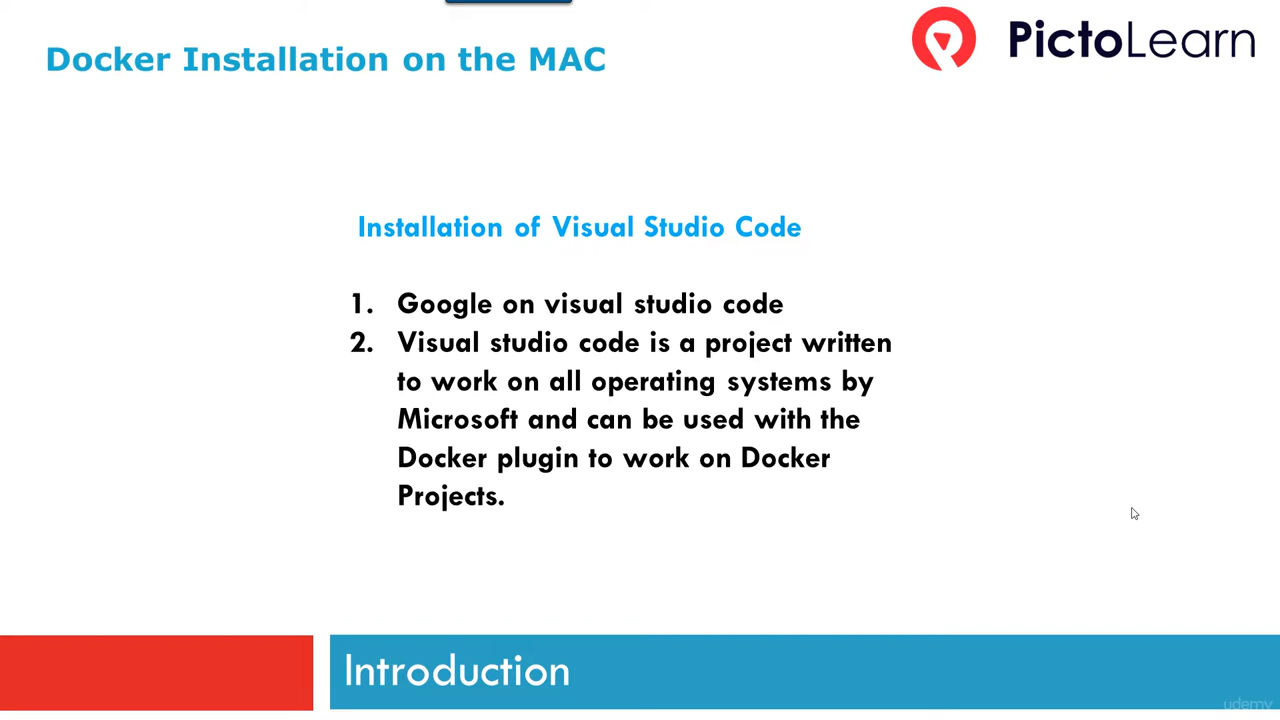 Docker Installation on the MAC
PictoLearn
Installation of Visual Studio Code
1. Google on visual studio code
2. Visual studio code is a project written
to work on all operating systems by
Microsoft and can be used with the
Docker plugin to work on Docker
Projects.
Introduction
udemy